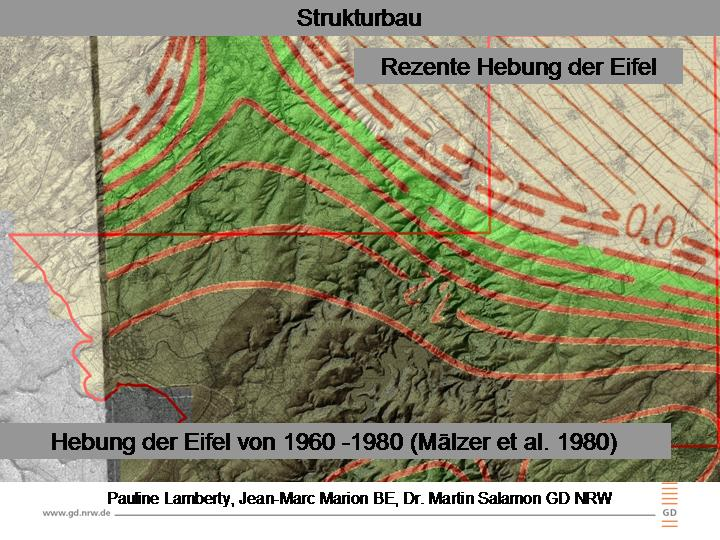 Strukturbau
Rezente Hebung der Eifel
0.0
Hebung der Eifel von 1960 -1980 (Mälzer et al. 1980)
Pauline Lamberty, Jean-Marc Marion BE, Dr. Martin Salamon GD NRW
www.gd.nrw.de
GD